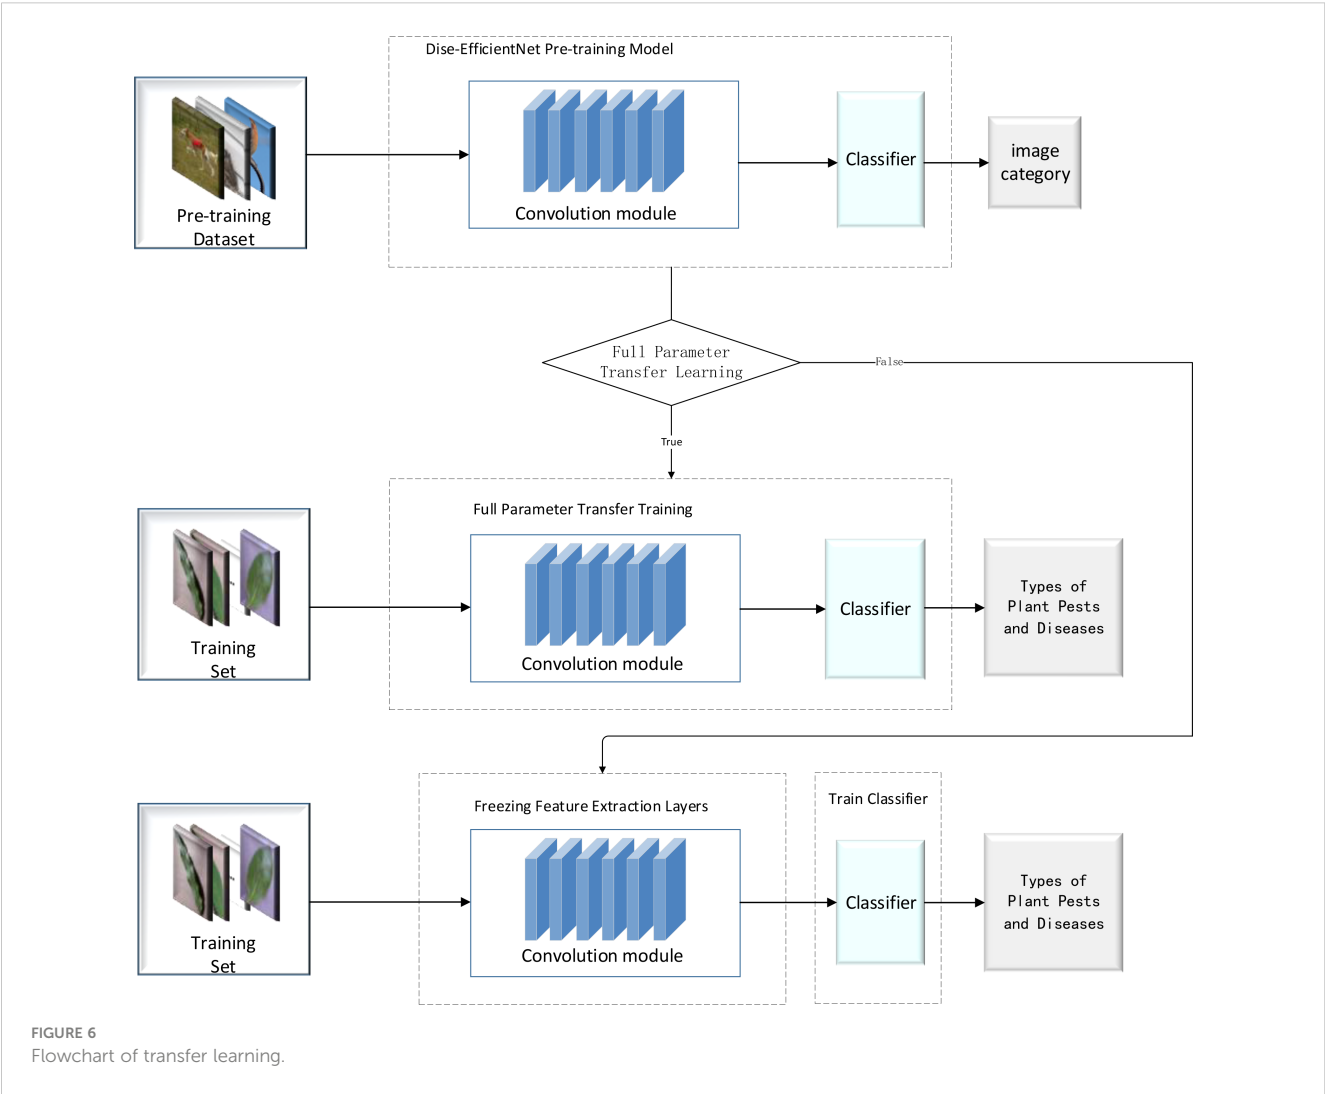 Dise-EfficientNet Pre-training Model
Pre-training
Dataset
Convolution module
Classifier
image
category
Full Parameter
Transfer Learning
False
True
Full Parameter Transfer Training
Training
Set
Convolution module
Classifier
Types of
Plant Pests
and Diseases
Freezing Feature Extraction Layers
Train Classifier
Training
Set
Convolution module
Classifier
Types of
Plant Pests
and Diseases
FIGURE 6
Flowchart of transfer learning.